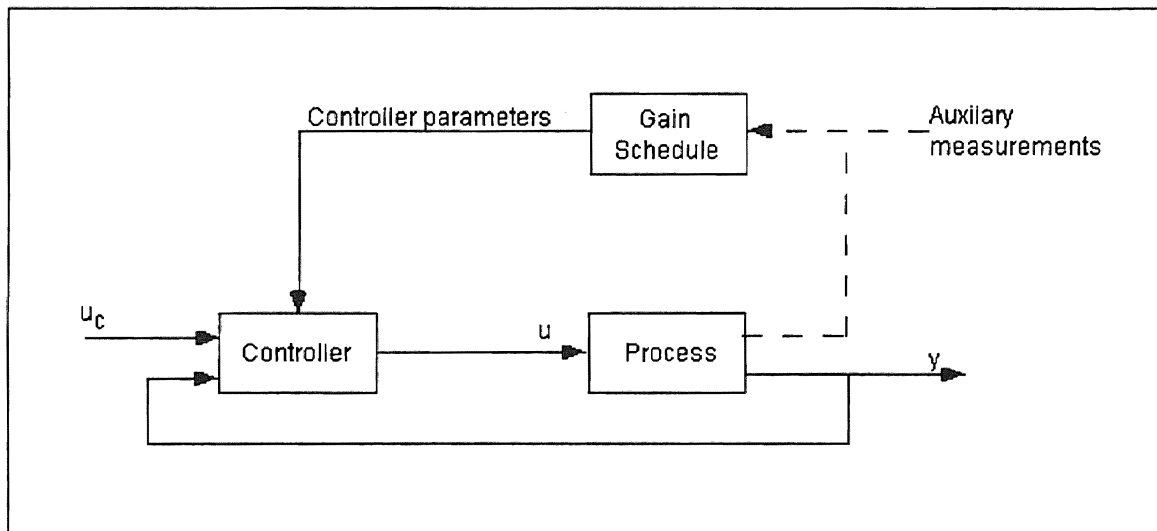 Controller parameters
Gain
Schedule
Auxilary
measurements
u_c
Controller
u
Process
y